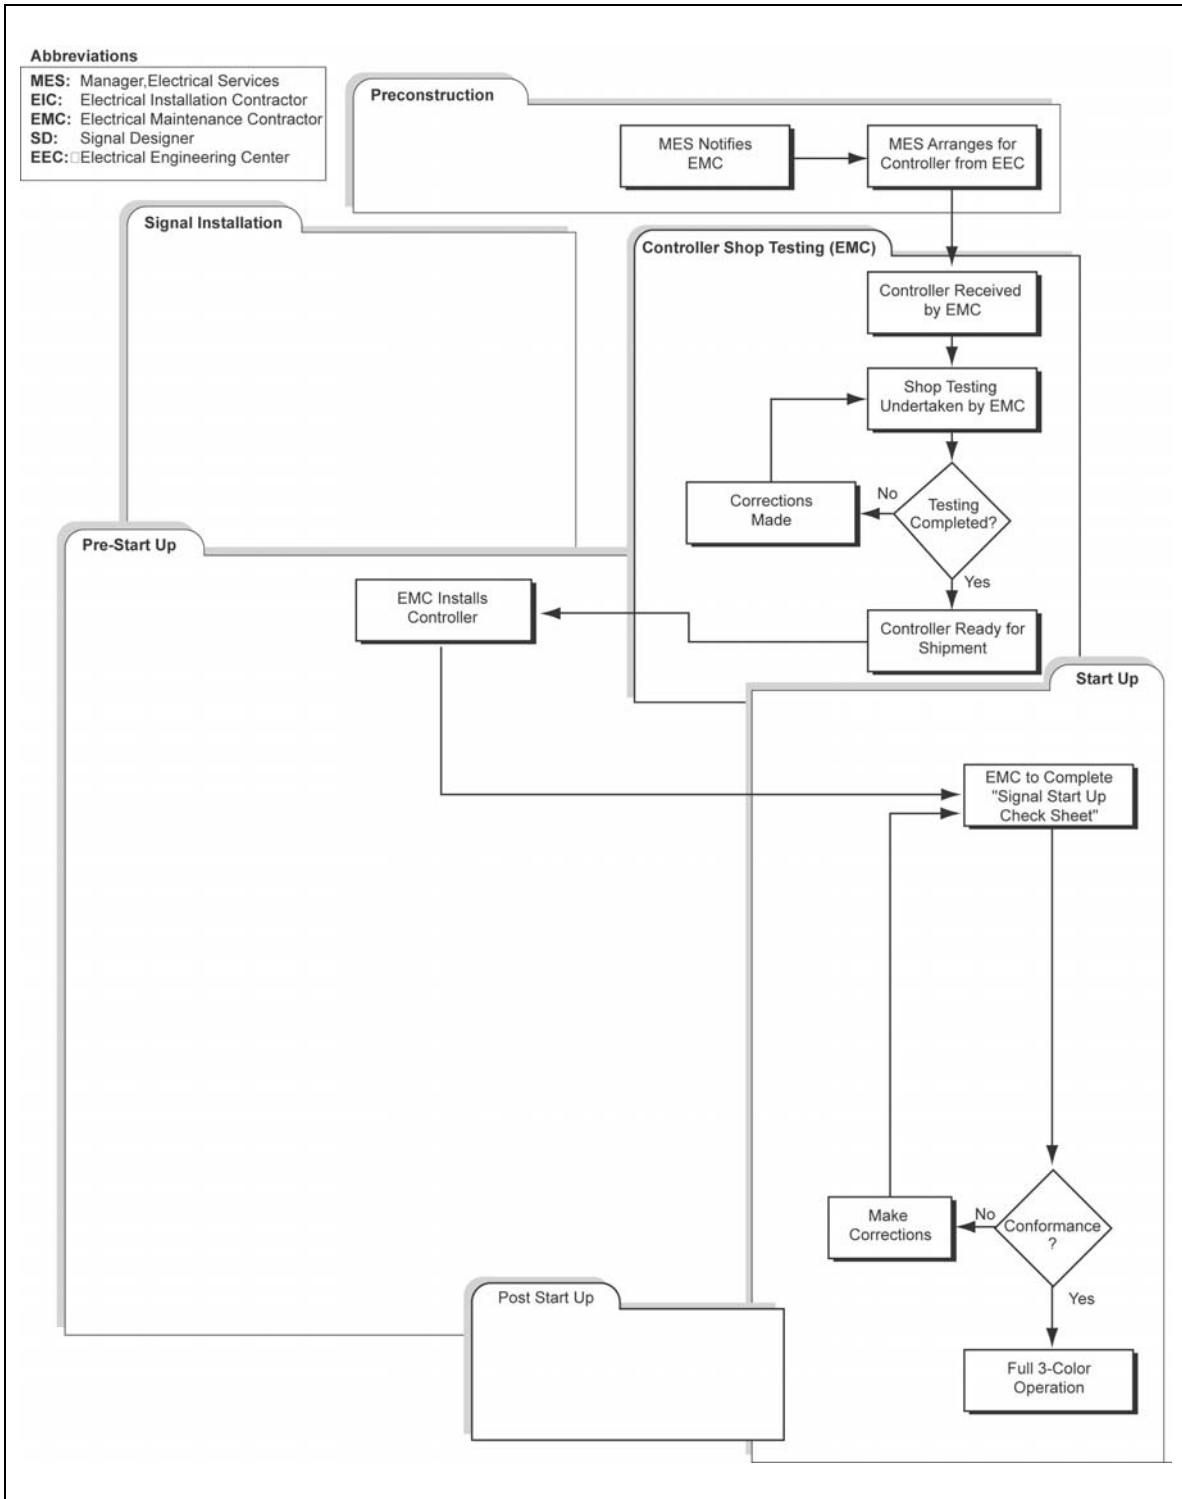 Abbreviations
MES: Manager,Electrical Services
EIC: Electrical Installation Contractor
EMC: Electrical Maintenance Contractor
SD: Signal Designer
EEC: Electrical Engineering Center
Preconstruction
MES Notifies
EMC
MES Arranges for
Controller from EEC
Signal Installation
Controller Shop Testing (EMC)
Controller Received
by EMC
Shop Testing
Undertaken by EMC
Testing
Completed?
No
Corrections
Made
Yes
Controller Ready for
Shipment
Pre-Start Up
EMC Installs
Controller
Start Up
EMC to Complete
"Signal Start Up
Check Sheet"
Conformance
?
No
Make
Corrections
Yes
Full 3-Color
Operation
Post Start Up